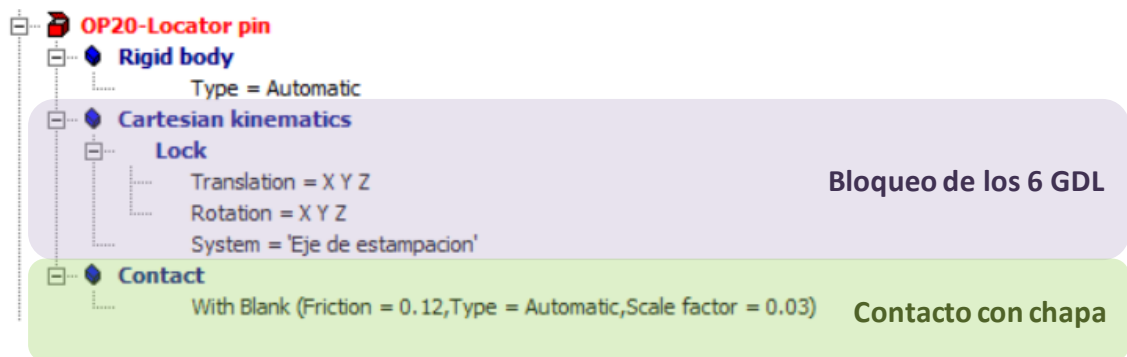 OP20-Locator pin
Rigid body
Type = Automatic
Cartesian kinematics
Lock
Translation = X Y Z
Bloqueo de los 6 GDL
Rotation = X Y Z
System = 'Eje de estampacion'
Contact
With Blank (Friction = 0.12,Type = Automatic,Scale factor = 0.03)
Contacto con chapa